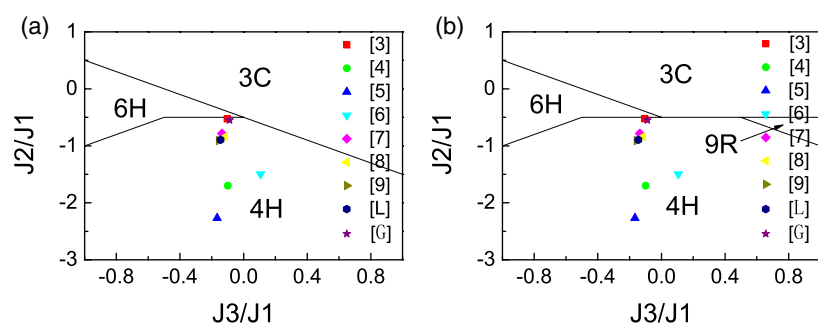 (a)
1
0
-1
-2
-3
J2/J1
-0.8
-0.4
0.0
0.4
0.8
J3/J1
3C
6H
4H
[3]
[4]
[5]
[6]
[7]
[8]
[9]
[L]
[G]
(b)
1
0
-1
-2
-3
J2/J1
-0.8
-0.4
0.0
0.4
0.8
J3/J1
3C
6H
9R
4H
[3]
[4]
[5]
[6]
[7]
[8]
[9]
[L]
[G]